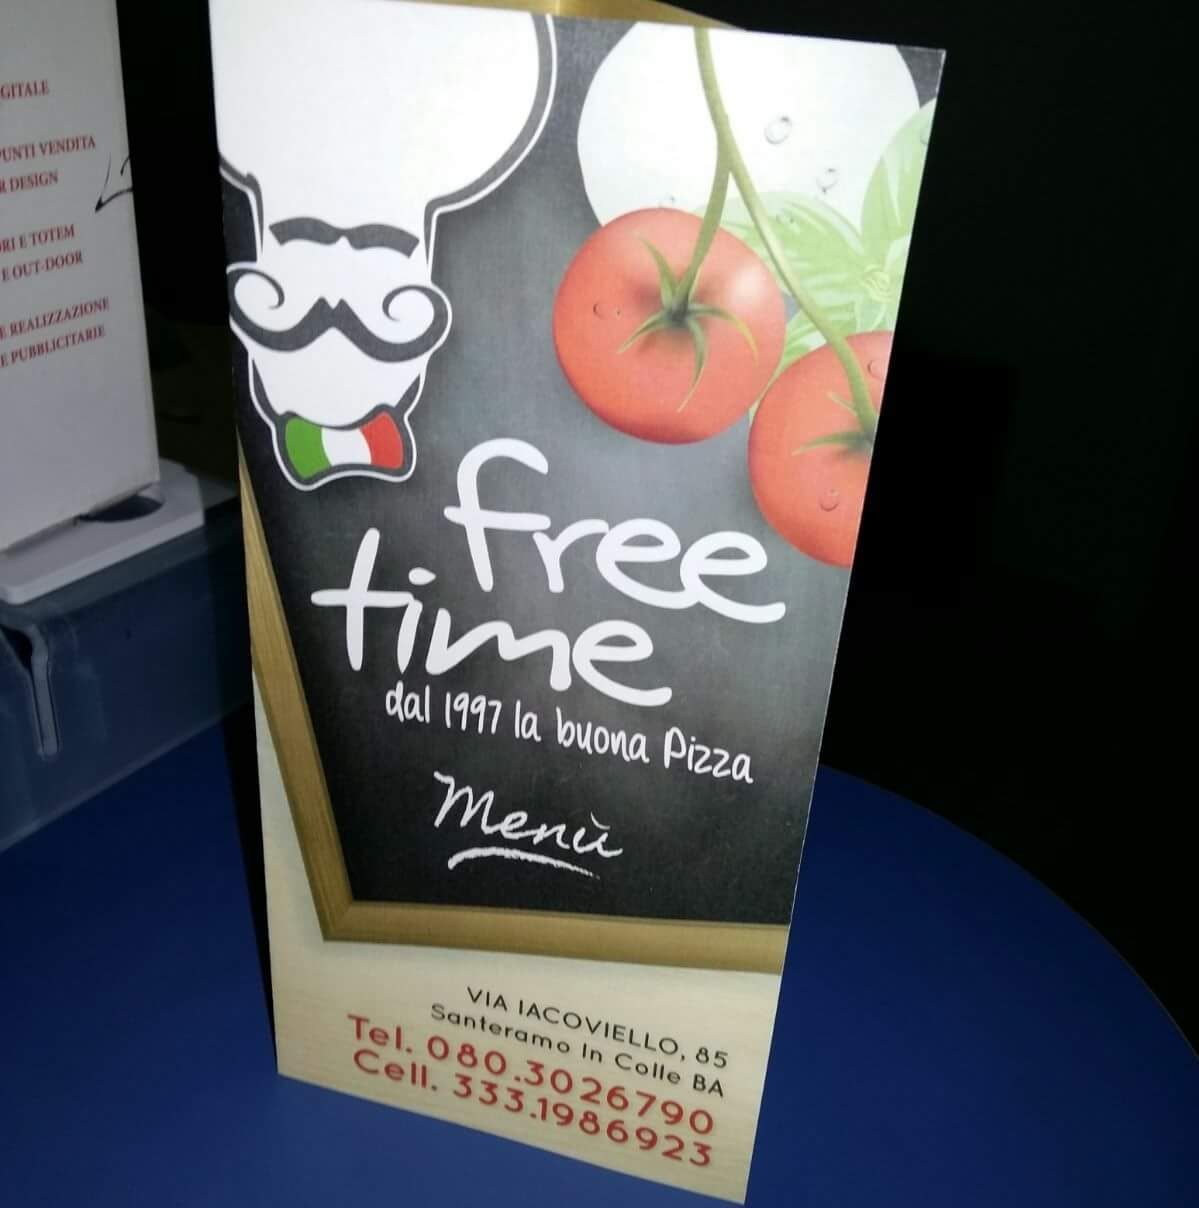 GITALE
PUNTI VENDITA
R DESIGN
ORI E TOTEM
E OUT-DOOR
E REALIZZAZIONE
E PUBBLICITARIE
free
time
dal 1997 la buona Pizza
Menù
VIA IACOVIELLO, 85
Santeramo In Colle BA
Tel. 080.3026790
Cell. 333.1986923